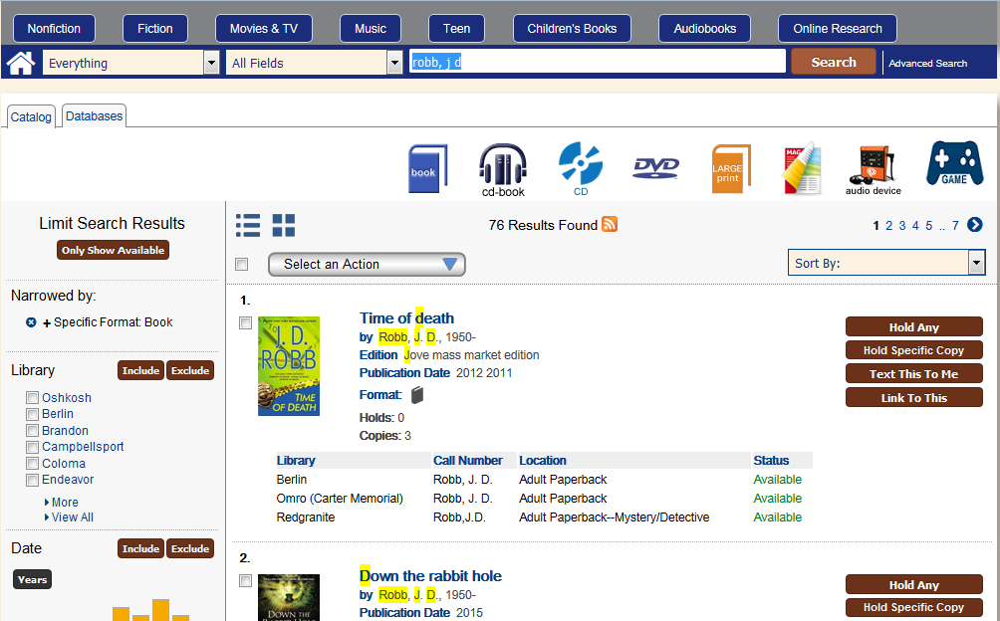 Nonfiction Fiction Movies & TV Music Teen Children's Books Audiobooks Online Research
Everything All Fields robb, j d Search Advanced Search
Catalog Databases
book cd-book CD DVD LARGE print MAG audio device GAME
Limit Search Results
Only Show Available
Narrowed by:
+ Specific Format: Book
Library Include Exclude
Oshkosh
Berlin
Brandon
Campbellsport
Coloma
Endeavor
More
View All
Date Include Exclude
Years
76 Results Found 1 2 3 4 5 .. 7
Select an Action Sort By:
1.
J.D. ROBB
TIME OF DEATH
Time of death
by Robb, J. D., 1950-
Edition Jove mass market edition
Publication Date 2012 2011
Format:
Holds: 0
Copies: 3
Hold Any
Hold Specific Copy
Text This To Me
Link To This
Library Call Number Location Status
Berlin Robb, J. D. Adult Paperback Available
Omro (Carter Memorial) Robb, J. D. Adult Paperback Available
Redgranite Robb,J.D. Adult Paperback--Mystery/Detective Available
2.
DOWN THE
Down the rabbit hole
by Robb, J. D., 1950-
Publication Date 2015
Hold Any
Hold Specific Copy